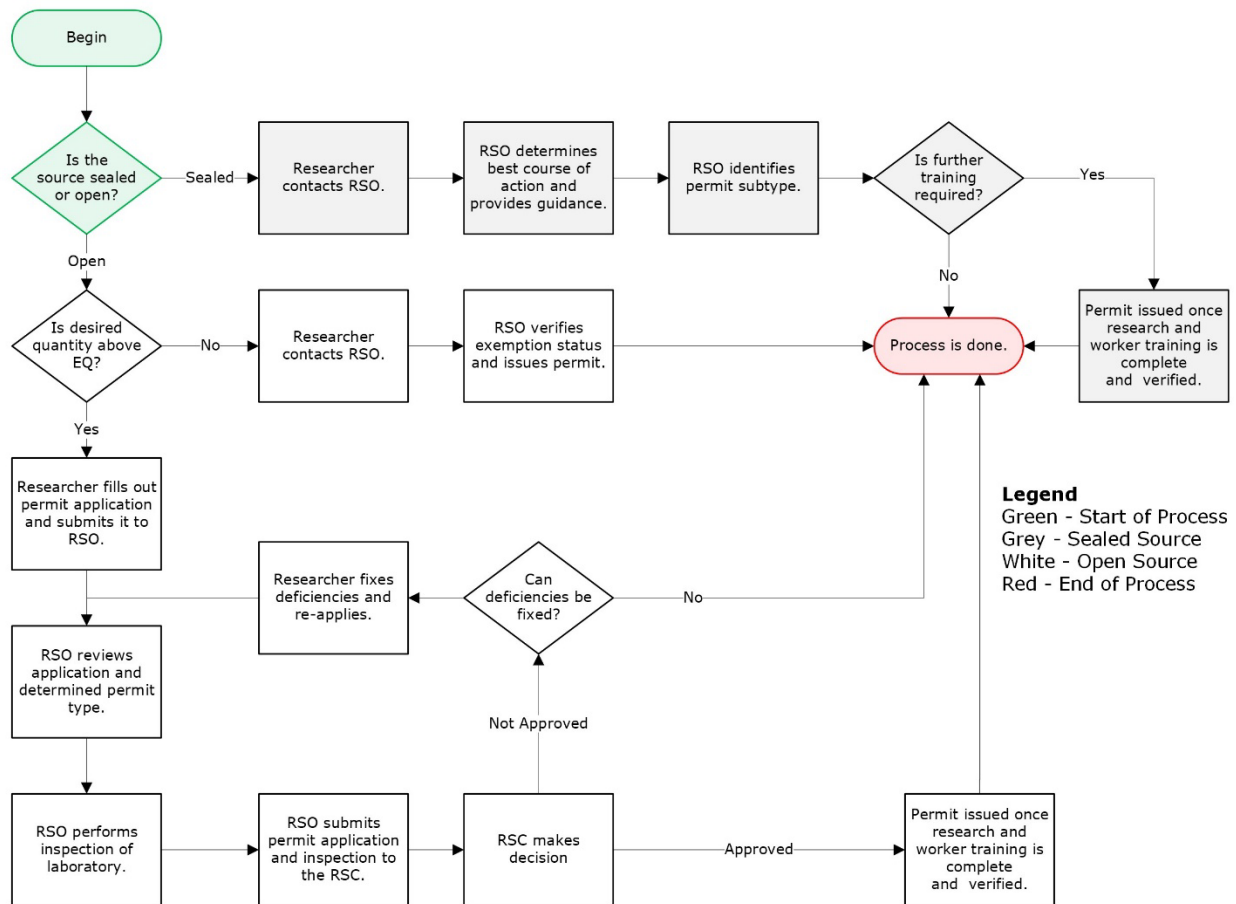 Begin
Is the
source sealed
or open?
Sealed
Researcher
contacts RSO.
RSO determines
best course of
action and
provides guidance.
RSO identifies
permit subtype.
Is further
training
required?
Yes
Open
No
Is desired
quantity above
EQ?
No
Researcher
contacts RSO.
RSO verifies
exemption status
and issues permit.
Process is done.
Permit issued once
research and
worker training is
complete
and verified.
Yes
Researcher fills out
permit application
and submits it to
RSO.
Legend
Green - Start of Process
Grey - Sealed Source
White - Open Source
Red - End of Process
Researcher fixes
deficiencies and
re-applies.
Can
deficiencies be
fixed?
No
RSO reviews
application and
determined permit
type.
Not Approved
RSO performs
inspection of
laboratory.
RSO submits
permit application
and inspection to
the RSC.
RSC makes
decision
Approved
Permit issued once
research and
worker training is
complete
and verified.